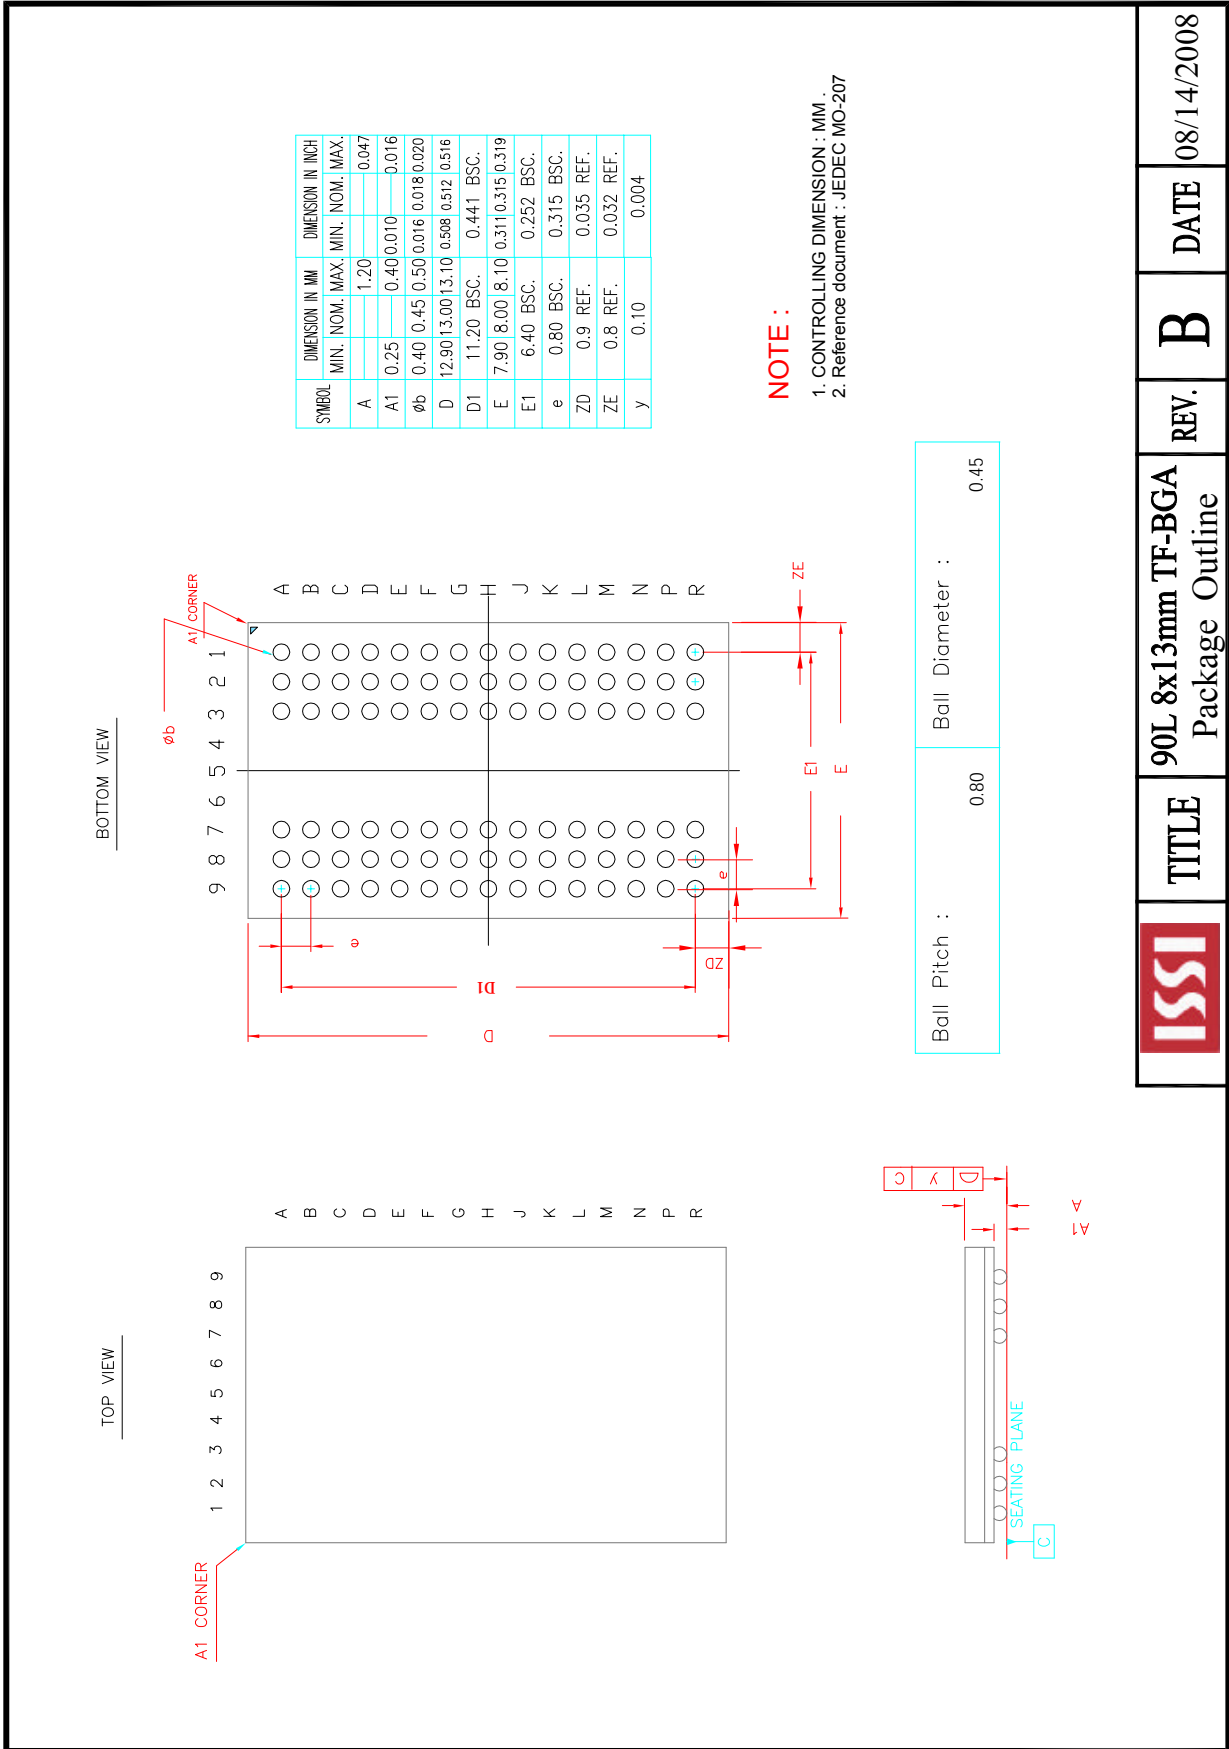 TOP VIEW
A1 CORNER
1 2 3 4 5 6 7 8 9
A
B
C
D
E
F
G
H
J
K
L
M
N
P
R
BOTTOM VIEW
øb
A1 CORNER
9 8 7 6 5 4 3 2 1
A
B
C
D
E
F
G
H
J
K
L
M
N
P
R
e
D1
D
ZD
e
ZE
E1
E
SYMBOL DIMENSION IN MM DIMENSION IN INCH
MIN. NOM. MAX. MIN. NOM. MAX.
A 1.20 0.047
A1 0.25 0.40 0.010 0.016
øb 0.40 0.45 0.50 0.016 0.018 0.020
D 12.90 13.00 13.10 0.508 0.512 0.516
D1 11.20 BSC. 0.441 BSC.
E 7.90 8.00 8.10 0.311 0.315 0.319
E1 6.40 BSC. 0.252 BSC.
e 0.80 BSC. 0.315 BSC.
ZD 0.9 REF. 0.035 REF.
ZE 0.8 REF. 0.032 REF.
y 0.10 0.004
NOTE :
1. CONTROLLING DIMENSION : MM .
2. Reference document : JEDEC MO-207
y C
A
A1
SEATING PLANE
C
Ball Pitch : 0.80
Ball Diameter : 0.45
ISSI
TITLE
90L 8x13mm TF-BGA
Package Outline
REV.
B
DATE
08/14/2008